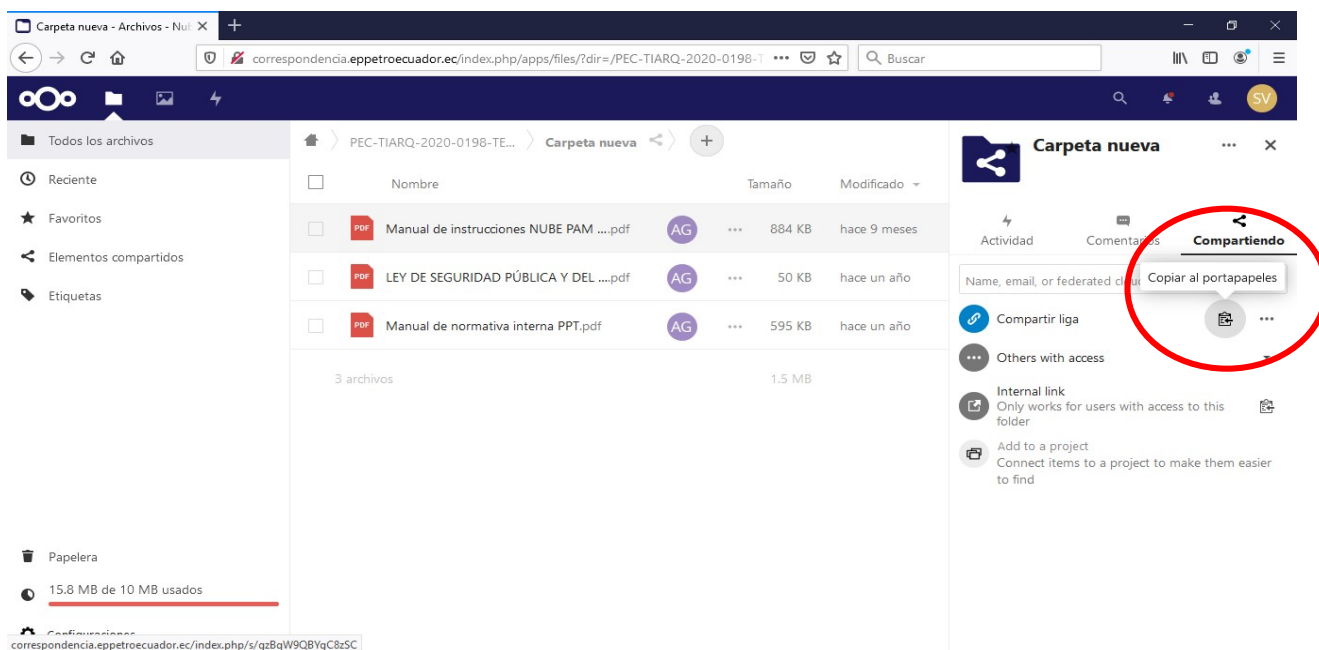 Carpeta nueva - Archivos - Nub
correspondencia.eppetroecuador.ec/index.php/apps/files/?dir=/PEC-TIARQ-2020-0198-T
Buscar
SV
Todos los archivos
Reciente
Favoritos
Elementos compartidos
Etiquetas
Papelera
15.8 MB de 10 MB usados
Configuraciones
correspondencia.eppetroecuador.ec/index.php/s/gzBqW9QBYqC8zSC
PEC-TIARQ-2020-0198-TE... Carpeta nueva
Nombre Tamaño Modificado
PDF Manual de instrucciones NUBE PAM ....pdf AG 884 KB hace 9 meses
PDF LEY DE SEGURIDAD PÚBLICA Y DEL ....pdf AG 50 KB hace un año
PDF Manual de normativa interna PPT.pdf AG 595 KB hace un año
3 archivos 1.5 MB
Carpeta nueva
Actividad Comentarios Compartiendo
Name, email, or federated clou
Copiar al portapapeles
Compartir liga
Others with access
Internal link
Only works for users with access to this
folder
Add to a project
Connect items to a project to make them easier
to find